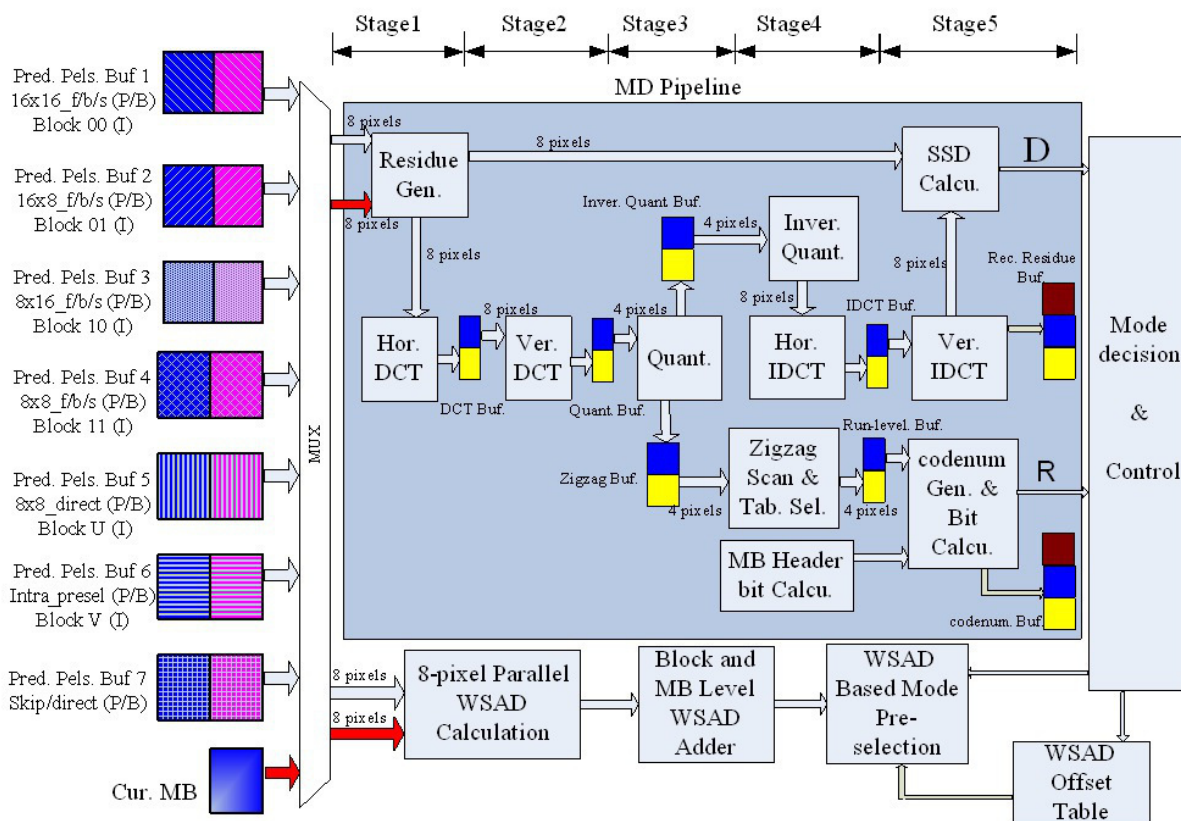 Stage1
Stage2
Stage3
Stage4
Stage5
MD Pipeline
Pred. Pels. Buf 1
16x16_f/b/s (P/B)
Block 00 (I)
Pred. Pels. Buf 2
16x8_f/b/s (P/B)
Block 01 (I)
Pred. Pels. Buf 3
8x16_f/b/s (P/B)
Block 10 (I)
Pred. Pels. Buf 4
8x8_f/b/s (P/B)
Block 11 (I)
Pred. Pels. Buf 5
8x8_direct (P/B)
Block U (I)
Pred. Pels. Buf 6
Intra_presel (P/B)
Block V (I)
Pred. Pels. Buf 7
Skip/direct (P/B)
Cur. MB
MUX
8 pixels
8 pixels
Residue
Gen.
8 pixels
SSD
Calcu.
D
8 pixels
Inver. Quant Buf.
4 pixels
Inver.
Quant.
8 pixels
8 pixels
Rec. Residue
Buf.
Hor.
DCT
8 pixels
DCT Buf.
Ver.
DCT
4 pixels
Quant. Buf.
Quant.
Hor.
IDCT
IDCT Buf.
Ver.
IDCT
Zigzag Buf.
4 pixels
Zigzag
Scan &
Tab. Sel.
Run-level. Buf.
4 pixels
codenum
Gen. &
Bit
Calcu.
R
MB Header
bit Calcu.
codenum. Buf.
Mode
decision
&
Control
8 pixels
8 pixels
8-pixel Parallel
WSAD
Calculation
Block and
MB Level
WSAD
Adder
WSAD
Based Mode
Pre-
selection
WSAD
Offset
Table